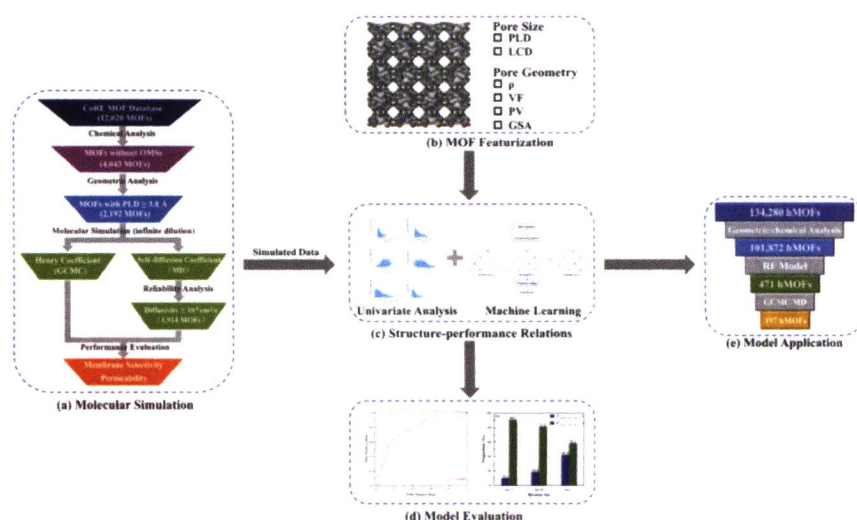 CoRE MOF Database
(12,020 MOFs)
Chemical Analysis
MOFs without OMSs
(4,043 MOFs)
Geometric Analysis
MOFs with PLD ≥ 3.8 Å
(2,192 MOFs)
Molecular Simulation (infinite dilution)
Henry Coefficient
(GCMC)
Self-diffusion Coefficient
(MD)
Reliability Analysis
(1,914 MOFs)
Performance Evaluation
Membrane Selectivity
Permeability
(a) Molecular Simulation
Pore Size
PLD
LCD
Pore Geometry
ρ
VF
PV
GSA
(b) MOF Featurization
Simulated Data
Univariate Analysis
Machine Learning
(c) Structure-performance Relations
(d) Model Evaluation
134,280 hMOFs
Geometric/chemical Analysis
101,872 hMOFs
RF Model
471 hMOFs
GCMC/MD
397 hMOFs
(e) Model Application